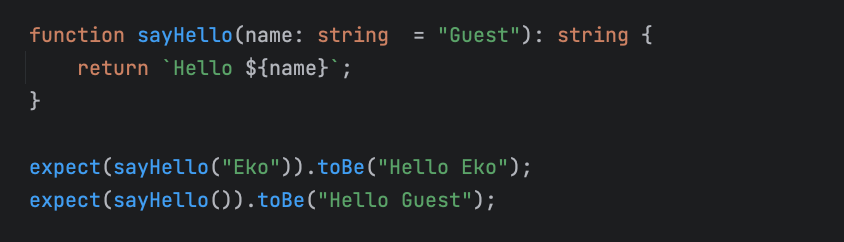 function sayHello(name: string  = "Guest"): string {
    return `Hello ${name}`;
}

expect(sayHello("Eko")).toBe("Hello Eko");
expect(sayHello()).toBe("Hello Guest");